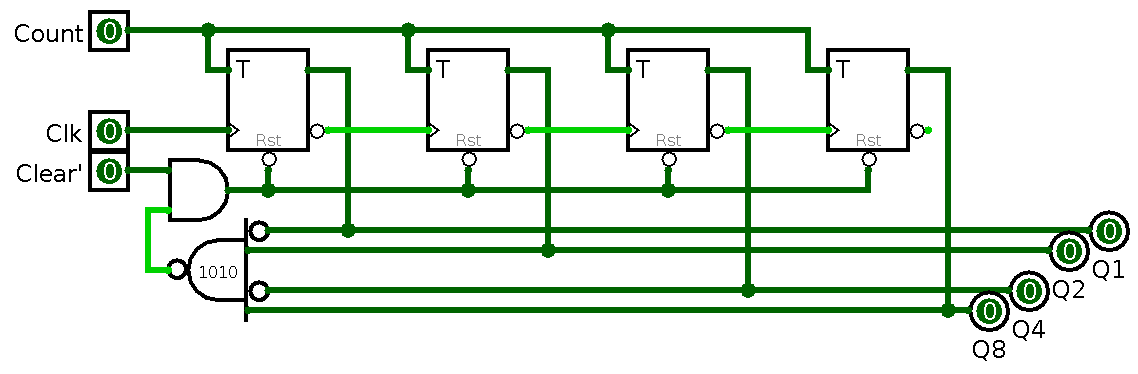 Count 0
T T T T
Clk 0
Rst Rst Rst Rst
Clear' 0
1010
0 Q1
0 Q2
0 Q4
0 Q8